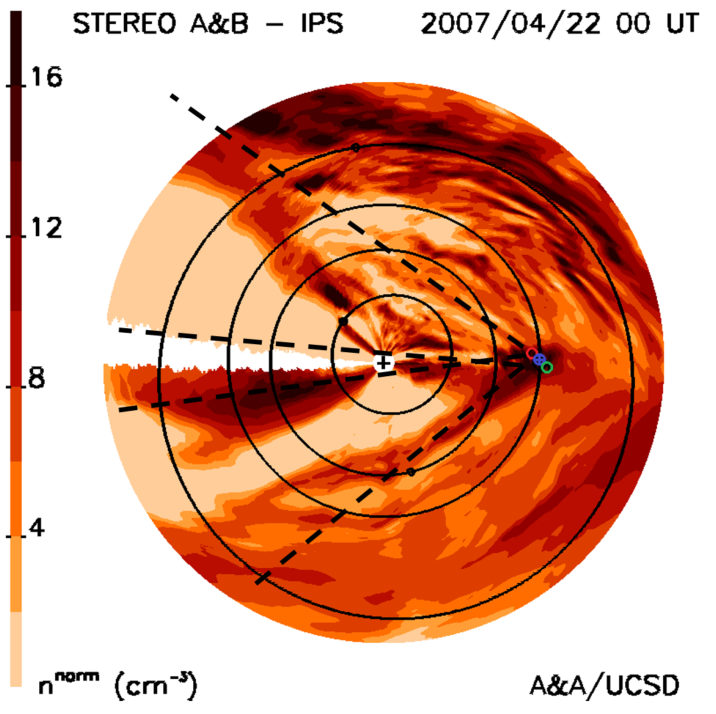 STEREO A&B – IPS 2007/04/22 00 UT
16
12
8
4
n^norm (cm^-3)
A&A/UCSD